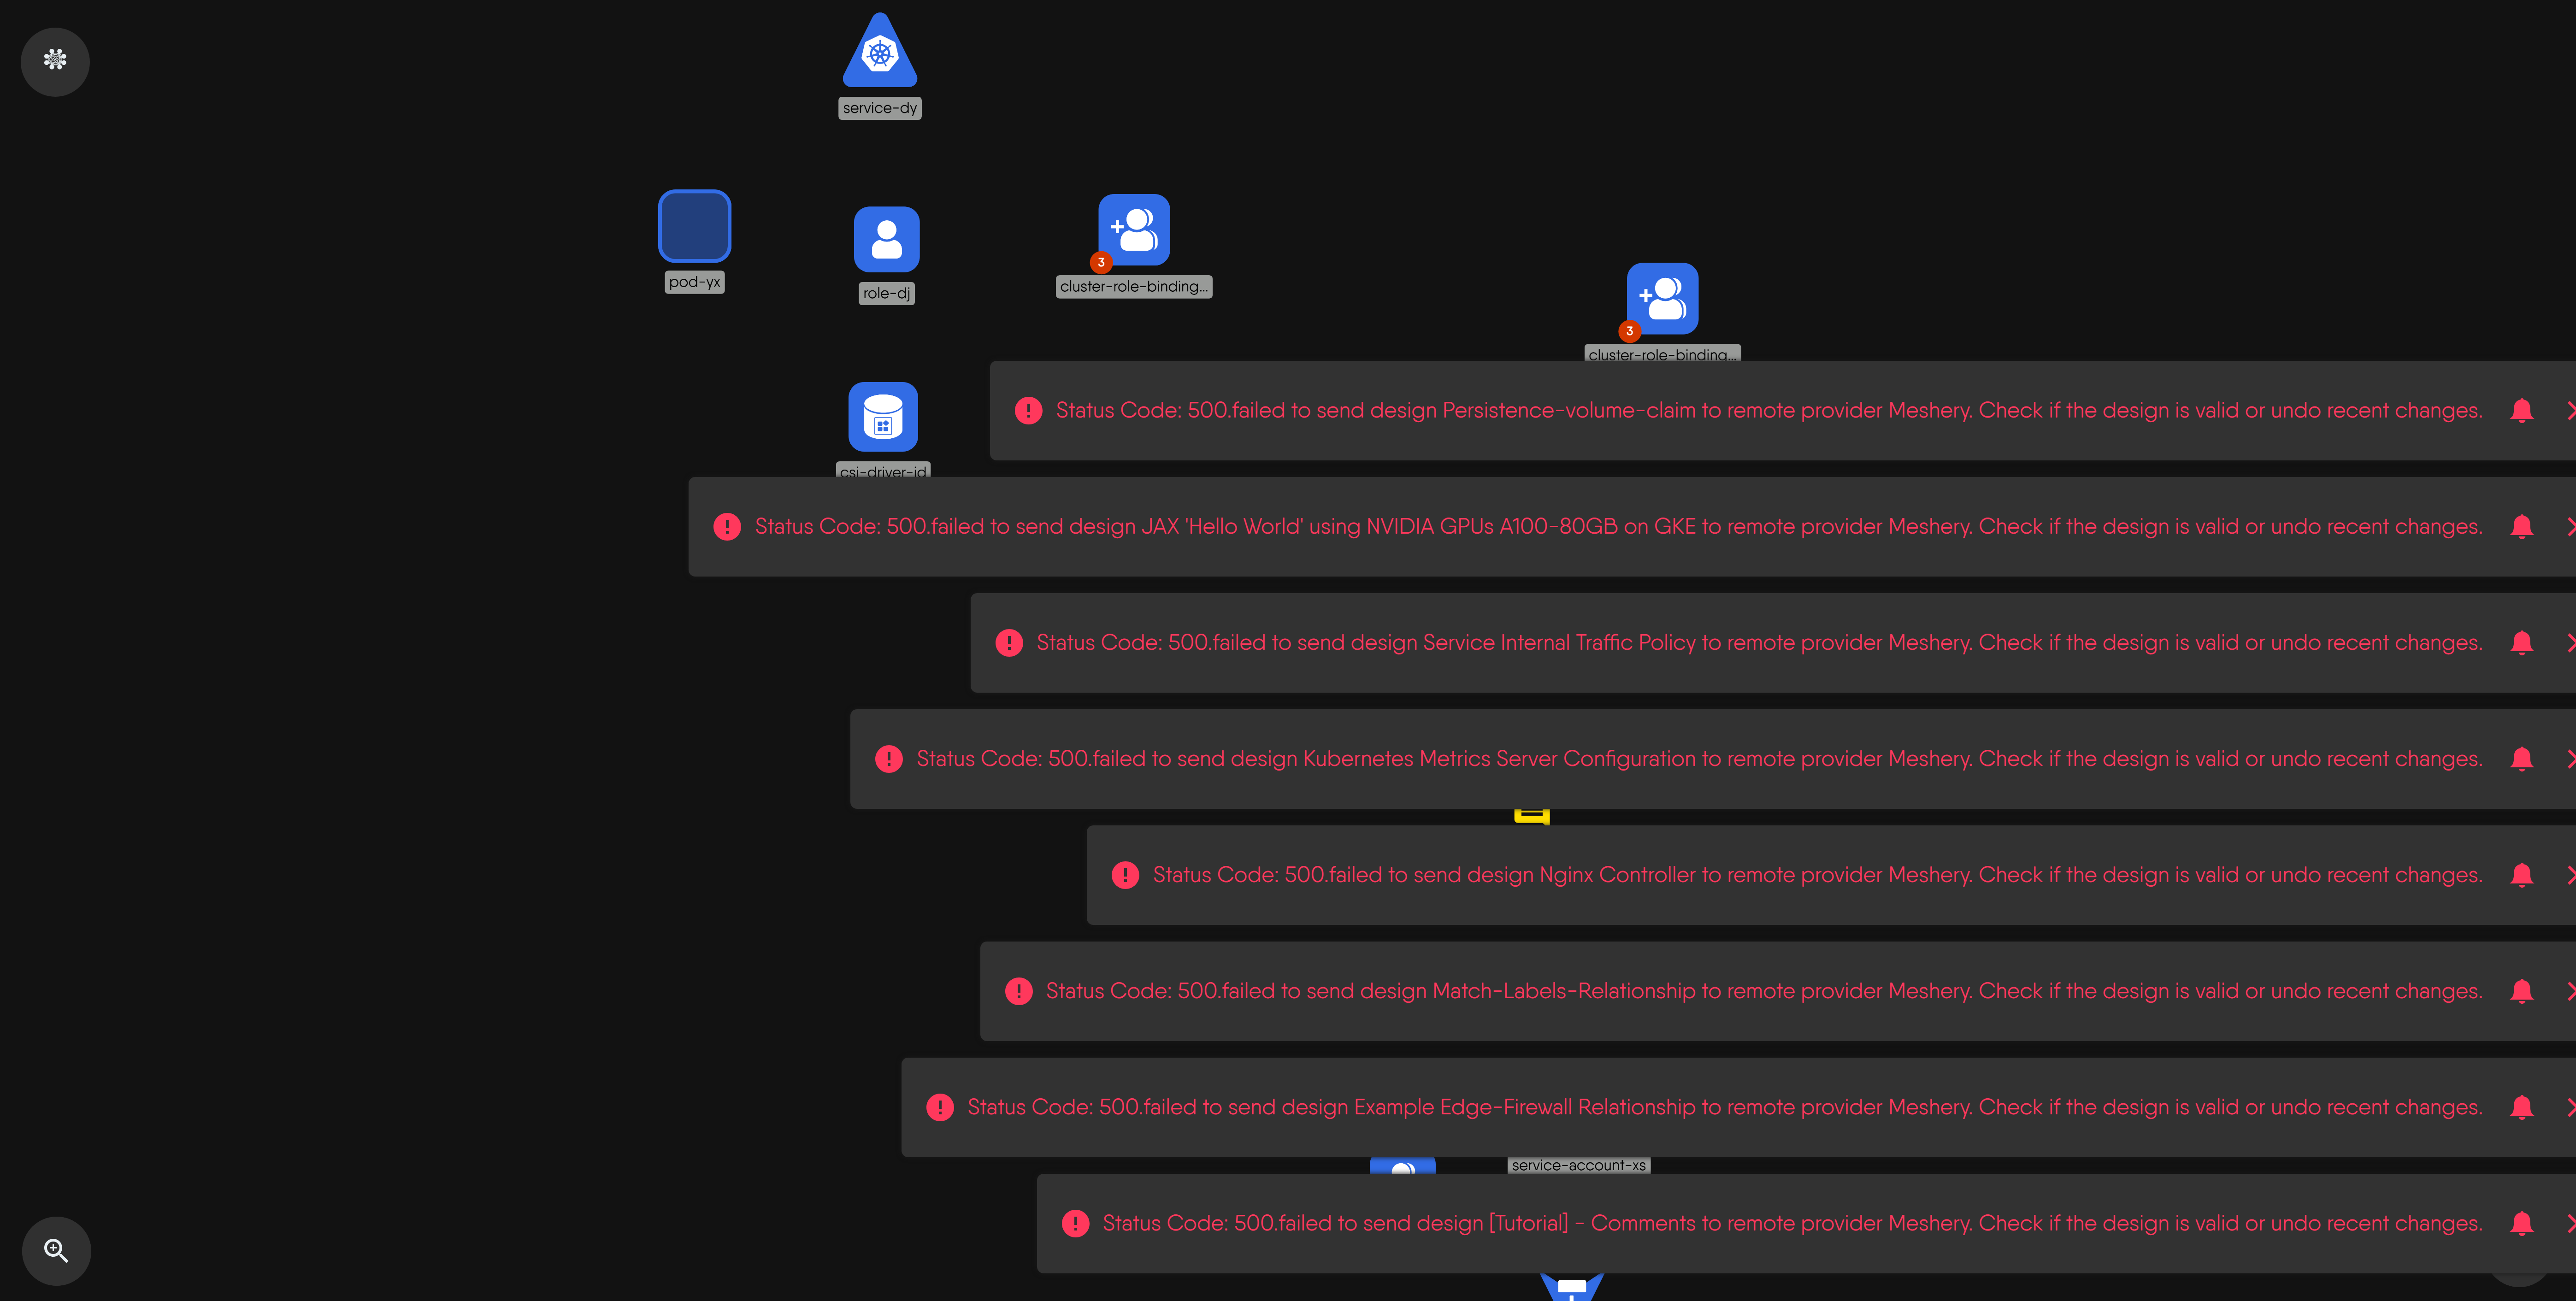 service-dy
pod-yx
role-dj
3
cluster-role-binding...
3
cluster-role-binding...
Status Code: 500.failed to send design Persistence-volume-claim to remote provider Meshery. Check if the design is valid or undo recent changes.
csi-driver-id
Status Code: 500.failed to send design JAX 'Hello World' using NVIDIA GPUs A100-80GB on GKE to remote provider Meshery. Check if the design is valid or undo recent changes.
Status Code: 500.failed to send design Service Internal Traffic Policy to remote provider Meshery. Check if the design is valid or undo recent changes.
Status Code: 500.failed to send design Kubernetes Metrics Server Configuration to remote provider Meshery. Check if the design is valid or undo recent changes.
Status Code: 500.failed to send design Nginx Controller to remote provider Meshery. Check if the design is valid or undo recent changes.
Status Code: 500.failed to send design Match-Labels-Relationship to remote provider Meshery. Check if the design is valid or undo recent changes.
Status Code: 500.failed to send design Example Edge-Firewall Relationship to remote provider Meshery. Check if the design is valid or undo recent changes.
service-account-xs
Status Code: 500.failed to send design [Tutorial] - Comments to remote provider Meshery. Check if the design is valid or undo recent changes.